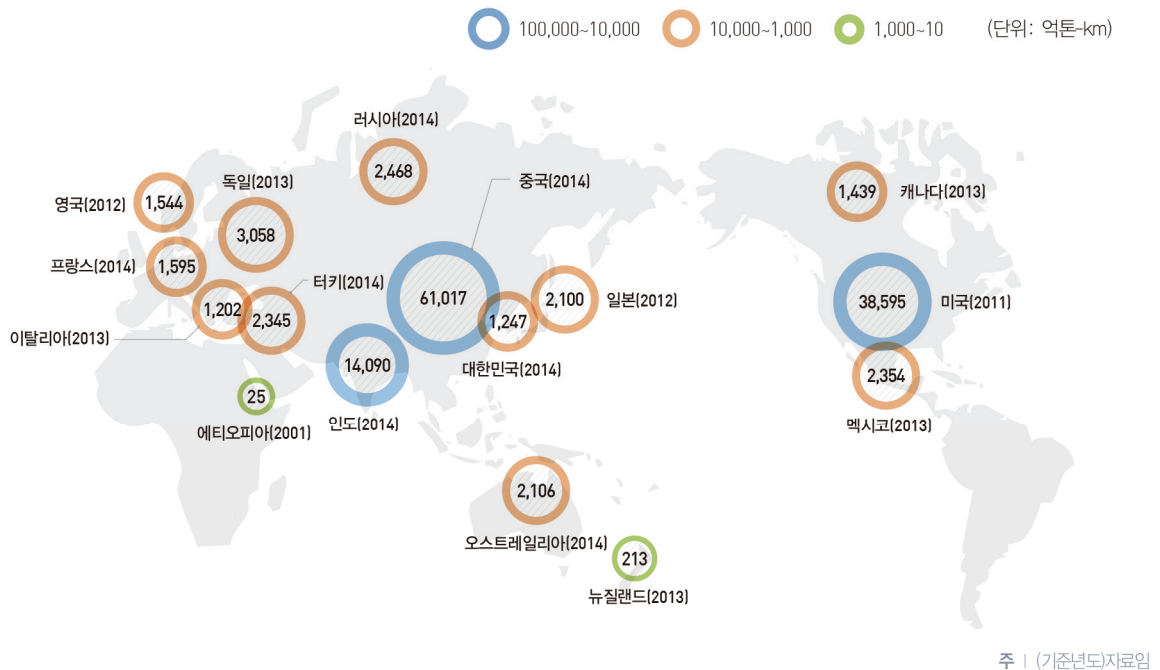 100,000~10,000 10,000~1,000 1,000~10 (단위: 억톤-km)
러시아(2014)
2,468
독일(2013)
3,058
중국(2014)
61,017
영국(2012)
1,544
캐나다(2013)
1,439
프랑스(2014)
1,595
터키(2014)
2,345
이탈리아(2013)
1,202
일본(2012)
2,100
대한민국(2014)
1,247
미국(2011)
38,595
인도(2014)
14,090
멕시코(2013)
2,354
25
에티오피아(2001)
2,106
오스트레일리아(2014)
213
뉴질랜드(2013)
주 | (기준년도)자료임